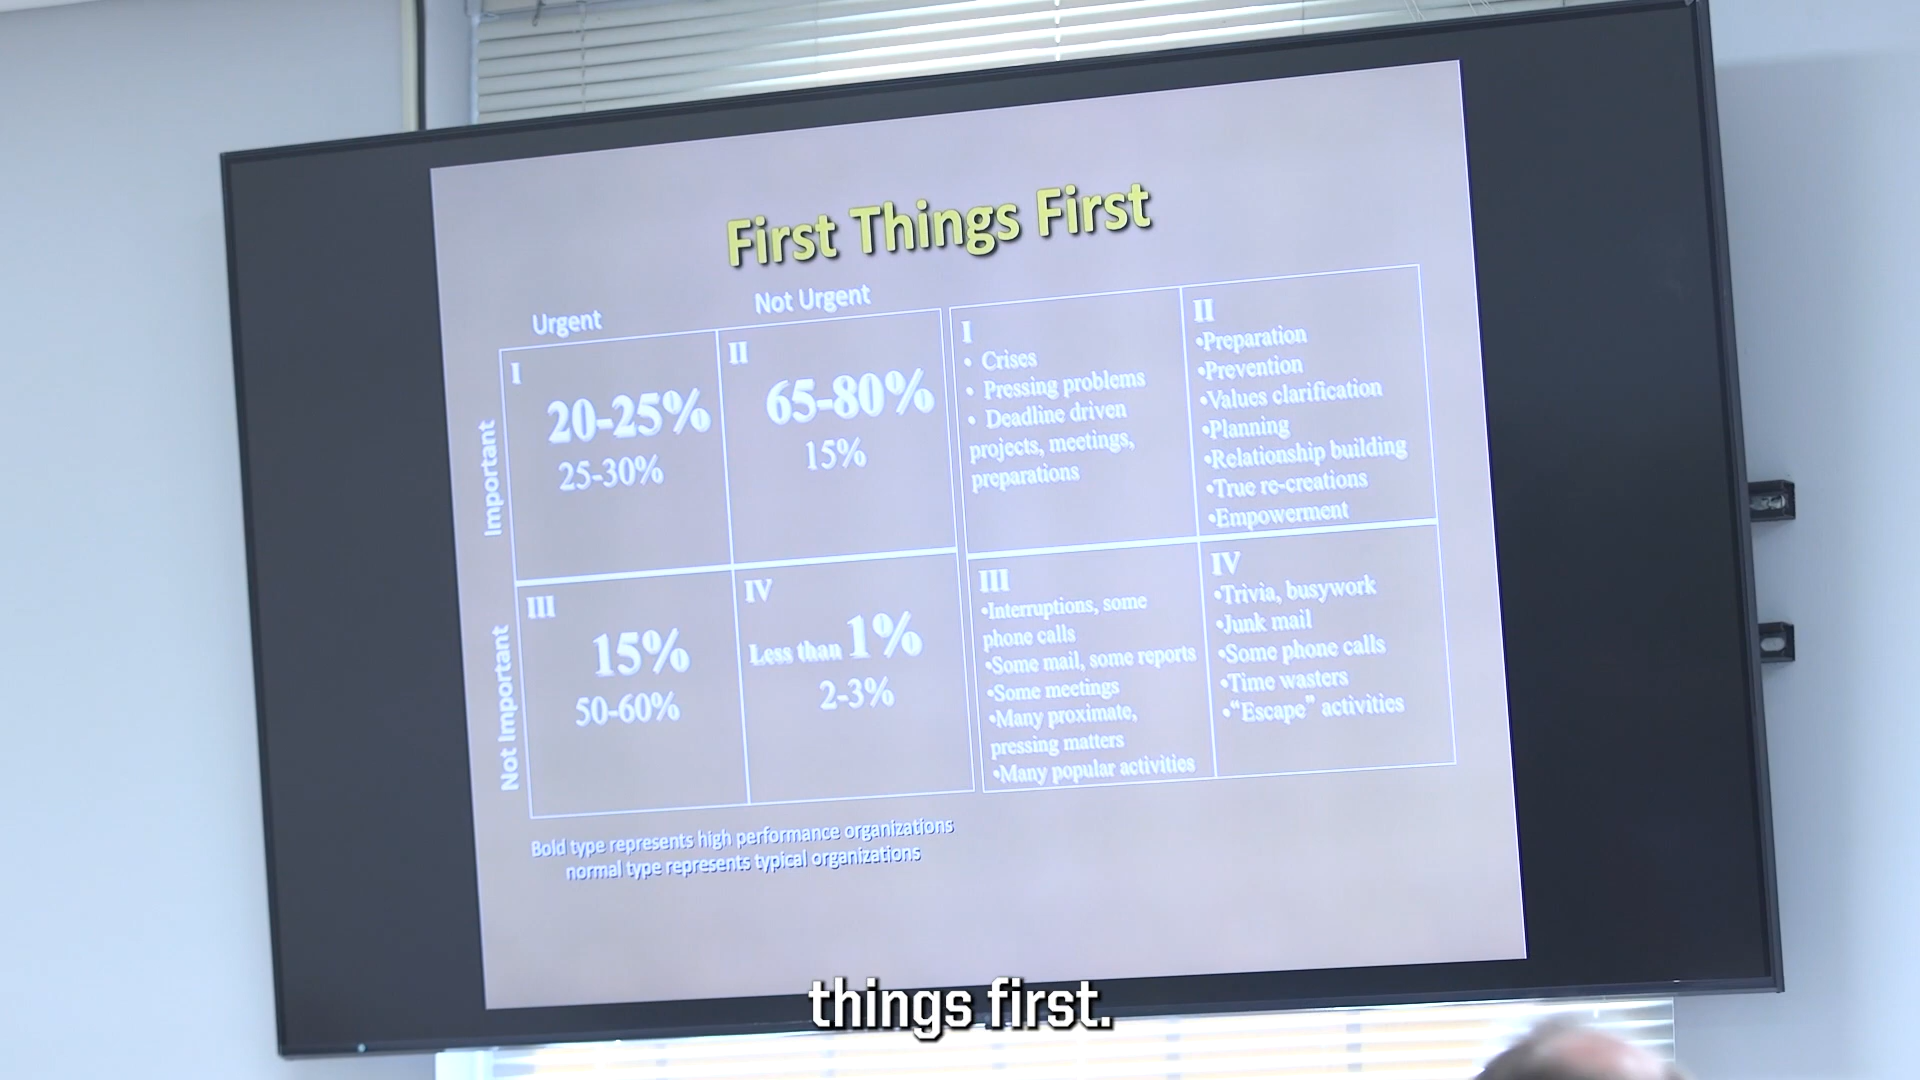 First Things First
Urgent
Not Urgent
Important
Not Important
I
20-25%
25-30%
II
65-80%
15%
III
15%
50-60%
IV
Less than 1%
2-3%
I
• Crises
• Pressing problems
• Deadline driven
projects, meetings,
preparations
II
•Preparation
•Prevention
•Values clarification
•Planning
•Relationship building
•True re-creations
•Empowerment
III
•Interruptions, some
phone calls
•Some mail, some reports
•Some meetings
•Many proximate,
pressing matters
•Many popular activities
IV
•Trivia, busywork
•Junk mail
•Some phone calls
•Time wasters
•“Escape” activities
Bold type represents high performance organizations
normal type represents typical organizations
things first.